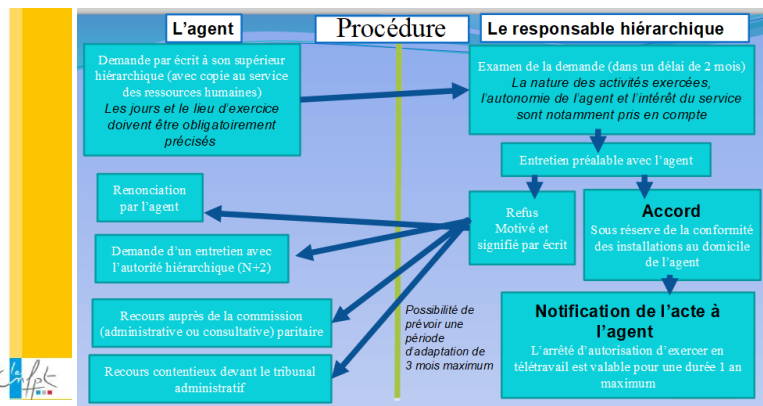 L'agent
Procédure
Le responsable hiérarchique
Demande par écrit à son supérieur
hiérarchique (avec copie au service
des ressources humaines)
Les jours et le lieu d'exercice
doivent être obligatoirement
précisés
Examen de la demande (dans un délai de 2 mois)
La nature des activités exercées,
l'autonomie de l'agent et l'intérêt du service
sont notamment pris en compte
Entretien préalable avec l'agent
Renonciation
par l'agent
Refus
Motivé et
signifié par écrit
Accord
Sous réserve de la conformité
des installations au domicile
de l'agent
Demande d'un entretien avec
l'autorité hiérarchique (N+2)
Recours auprès de la commission
(administrative ou consultative) paritaire
Possibilité de
prévoir une
période
d'adaptation de
3 mois maximum
Notification de l'acte à
l'agent
L'arrêté d'autorisation d'exercer en
télétravail est valable pour une durée 1 an
maximum
Recours contentieux devant le tribunal
administratif
cnfpt